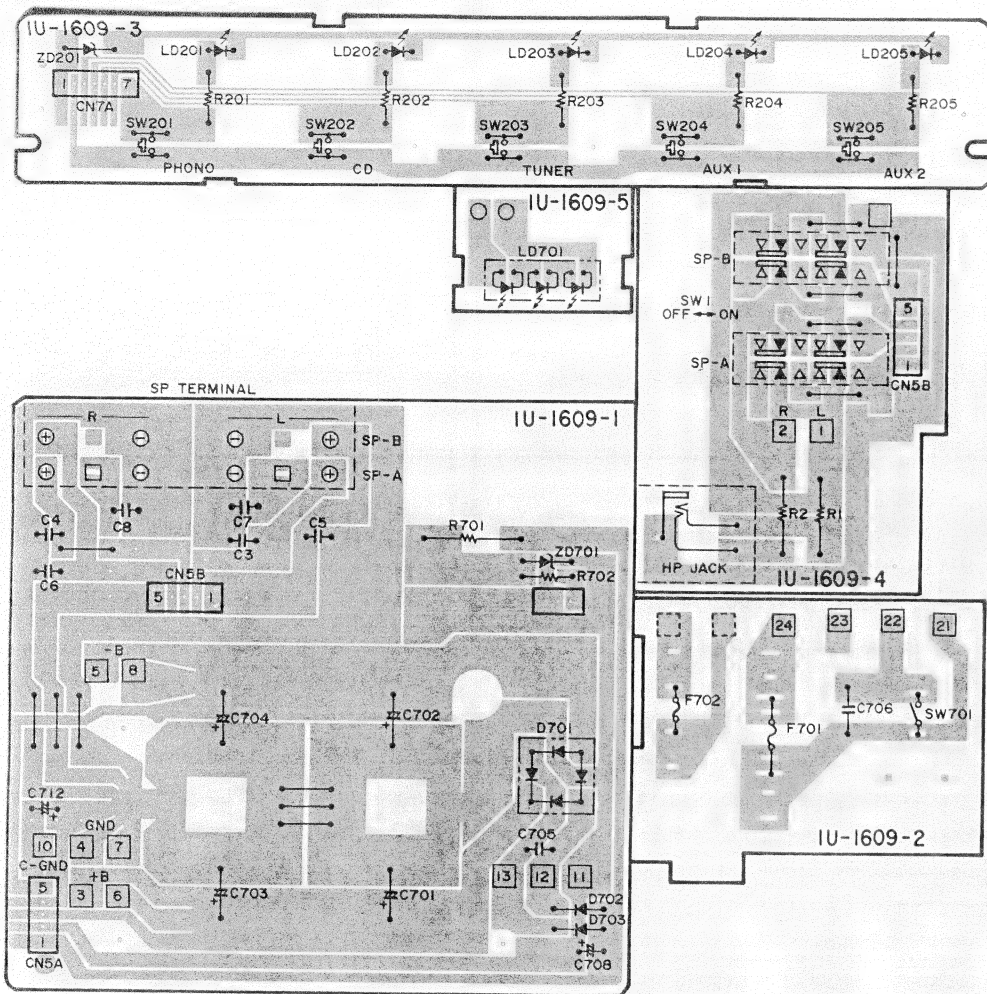 1U-1609-3
ZD201
LD201 LD202 LD203 LD204 LD205
1 7
CN7A
R201 R202 R203 R204 R205
SW201 SW202 SW203 SW204 SW205
PHONO CD TUNER AUX 1 AUX 2
1U-1609-5
LD701
SP-B
SW1
OFF ↔ ON
5
1
CN5B
SP-A
R L
2 1
R2 R1
HP JACK
1U-1609-4
SP TERMINAL
1U-1609-1
R L
⊕ ⊖ ⊖ ⊕ SP-B
⊕ ⊖ ⊖ ⊕ SP-A
C4 C8 C7 C5
C3
C6
R701
ZD701
R702
CN5B
5 1
-B
5 8
C704 C702
D701
C712
+
GND
10 4 7
C-GND
+B
3 6
5
1
CN5A
C703 C701
C705
13 12 11
D702
D703
+
C708
24 23 22 21
F702 F701 C706 SW701
1U-1609-2